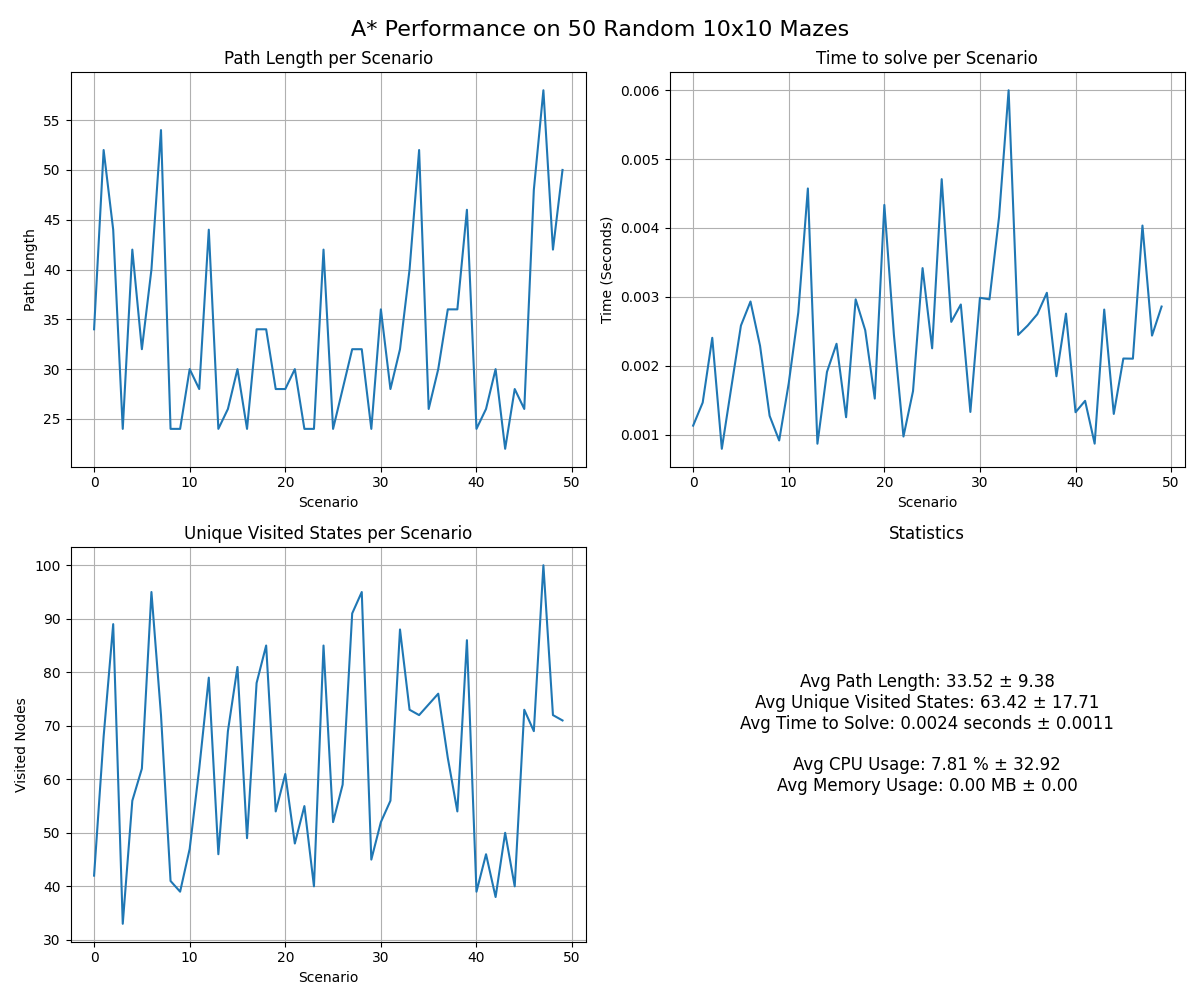 A* Performance on 50 Random 10x10 Mazes
Path Length per Scenario
Path Length
55
50
45
40
35
30
25
0 10 20 30 40 50
Scenario
Time to solve per Scenario
Time (Seconds)
0.006
0.005
0.004
0.003
0.002
0.001
0 10 20 30 40 50
Scenario
Unique Visited States per Scenario
Visited Nodes
100
90
80
70
60
50
40
30
0 10 20 30 40 50
Scenario
Statistics
Avg Path Length: 33.52 ± 9.38
Avg Unique Visited States: 63.42 ± 17.71
Avg Time to Solve: 0.0024 seconds ± 0.0011
Avg CPU Usage: 7.81 % ± 32.92
Avg Memory Usage: 0.00 MB ± 0.00